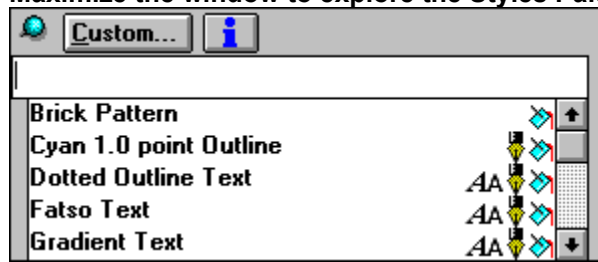 Maximize the window to explore the Styles Pal
Custom...
Brick Pattern
Cyan 1.0 point Outline
Dotted Outline Text
Fatso Text
Gradient Text